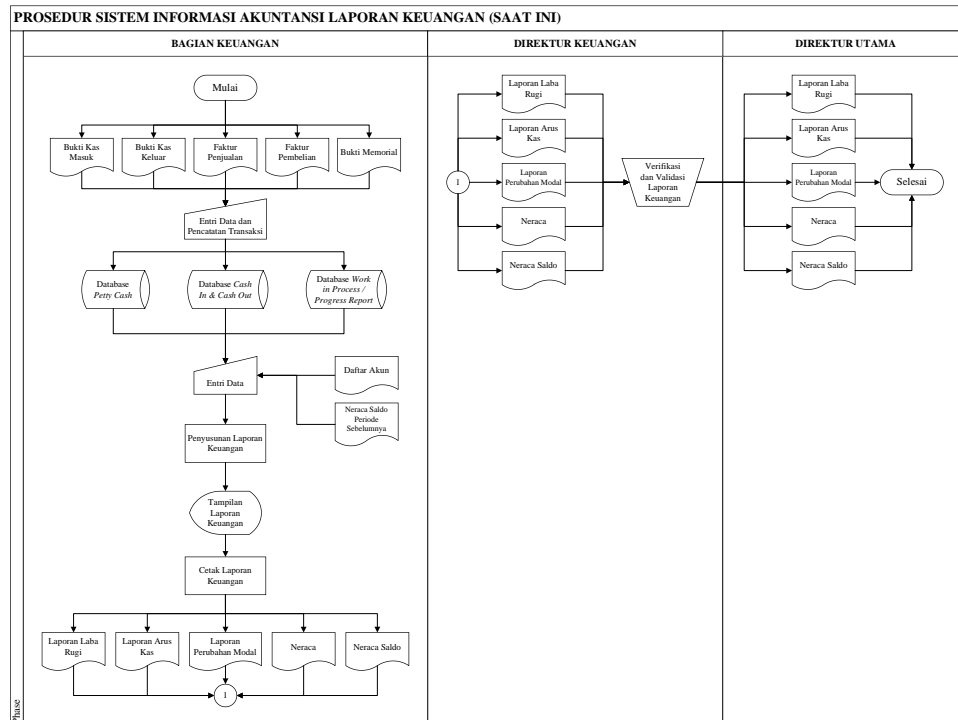 PROSEDUR SISTEM INFORMASI AKUNTANSI LAPORAN KEUANGAN (SAAT INI)
BAGIAN KEUANGAN
DIREKTUR KEUANGAN
DIREKTUR UTAMA
Mulai
Bukti Kas
Masuk
Bukti Kas
Keluar
Faktur
Penjualan
Faktur
Pembelian
Bukti Memorial
Entri Data dan
Pencatatan Transaksi
Database
Petty Cash
Database Cash
In & Cash Out
Database Work
in Process /
Progress Report
Entri Data
Daftar Akun
Neraca Saldo
Periode
Sebelumnya
Penyusunan Laporan
Keuangan
Tampilan
Laporan
Keuangan
Cetak Laporan
Keuangan
Laporan Laba
Rugi
Laporan Arus
Kas
Laporan
Perubahan Modal
Neraca
Neraca Saldo
1
1
Laporan Laba
Rugi
Laporan Arus
Kas
Laporan
Perubahan Modal
Neraca
Neraca Saldo
Verifikasi
dan Validasi
Laporan
Keuangan
Laporan Laba
Rugi
Laporan Arus
Kas
Laporan
Perubahan Modal
Neraca
Neraca Saldo
Selesai
Phase